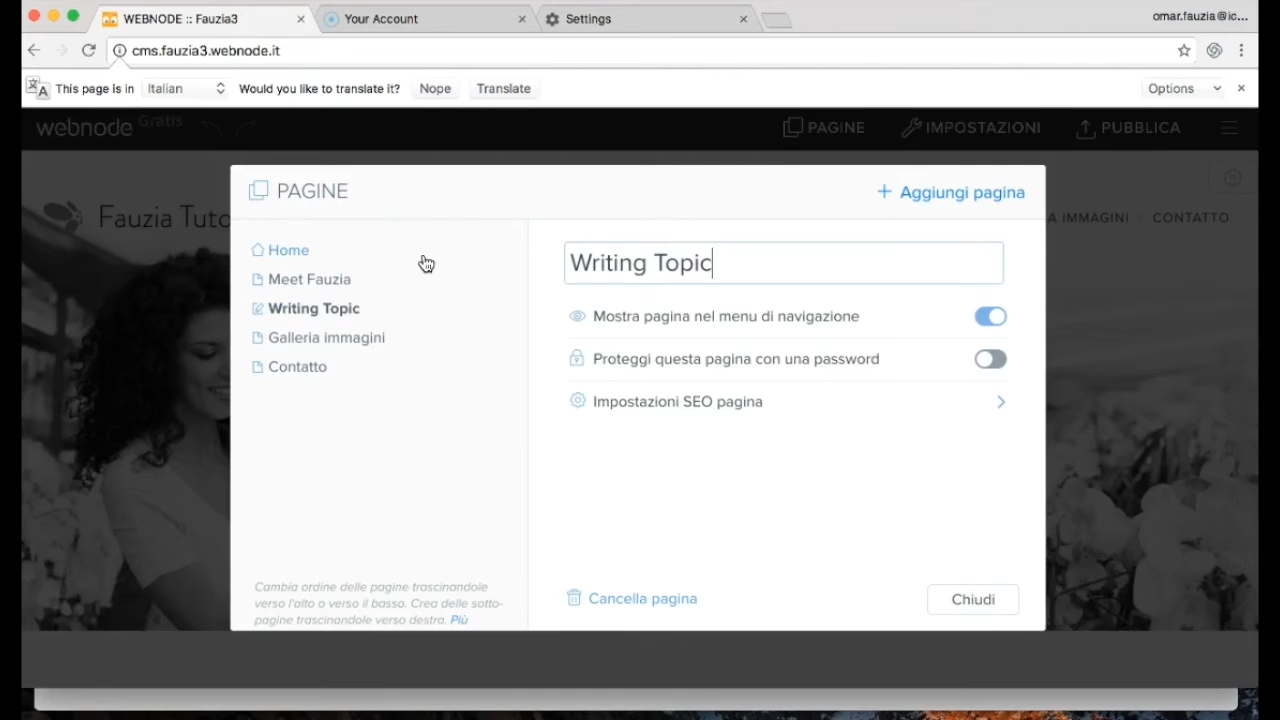 WEBNODE :: Fauzia3
Your Account
Settings
omar.fauzia@ic...
cms.fauzia3.webnode.it
This page is in
Italian
Would you like to translate it?
Nope
Translate
Options
webnode Gratis
PAGINE
IMPOSTAZIONI
PUBBLICA
PAGINE
+ Aggiungi pagina
Fauzia Tuto
A IMMAGINI
CONTATTO
Home
Meet Fauzia
Writing Topic
Galleria immagini
Contatto
Writing Topic
Mostra pagina nel menu di navigazione
Proteggi questa pagina con una password
Impostazioni SEO pagina
Cambia ordine delle pagine trascinandole
verso l'alto o verso il basso. Crea delle sotto-
pagine trascinandole verso destra. Più
Cancella pagina
Chiudi